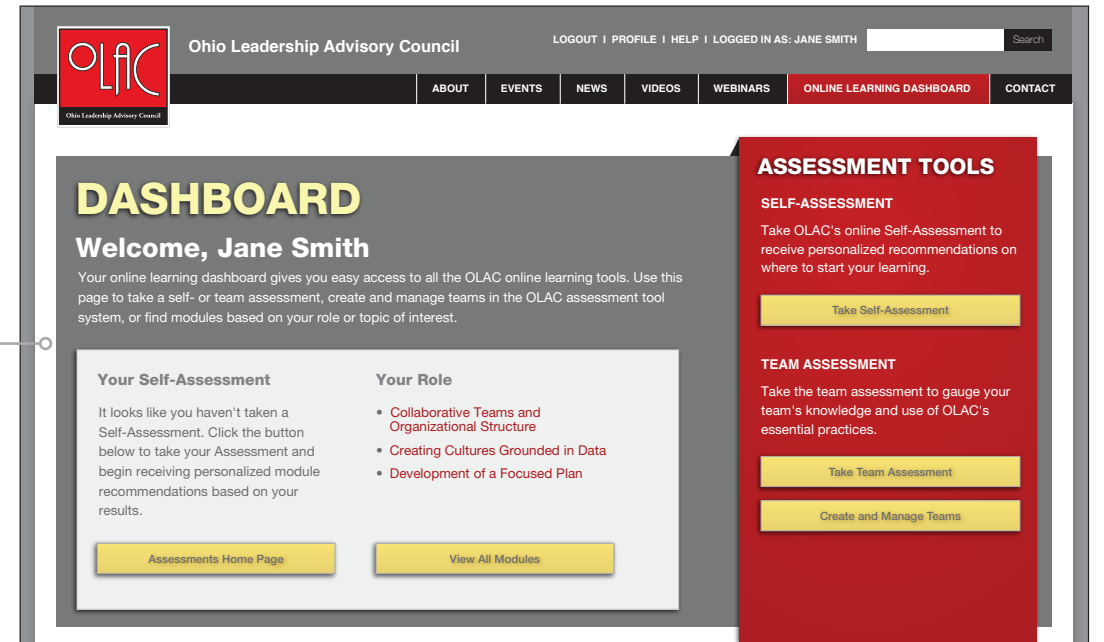 OLAC
Ohio Leadership Advisory Council
Ohio Leadership Advisory Council
LOGOUT I PROFILE I HELP I LOGGED IN AS: JANE SMITH
Search
ABOUT EVENTS NEWS VIDEOS WEBINARS ONLINE LEARNING DASHBOARD CONTACT
DASHBOARD
Welcome, Jane Smith
Your online learning dashboard gives you easy access to all the OLAC online learning tools. Use this
page to take a self- or team assessment, create and manage teams in the OLAC assessment tool
system, or find modules based on your role or topic of interest.
Your Self-Assessment
It looks like you haven't taken a
Self-Assessment. Click the button
below to take your Assessment and
begin receiving personalized module
recommendations based on your
results.
Assessments Home Page
Your Role
• Collaborative Teams and
Organizational Structure
• Creating Cultures Grounded in Data
• Development of a Focused Plan
View All Modules
ASSESSMENT TOOLS
SELF-ASSESSMENT
Take OLAC's online Self-Assessment to
receive personalized recommendations on
where to start your learning.
Take Self-Assessment
TEAM ASSESSMENT
Take the team assessment to gauge your
team's knowledge and use of OLAC's
essential practices.
Take Team Assessment
Create and Manage Teams